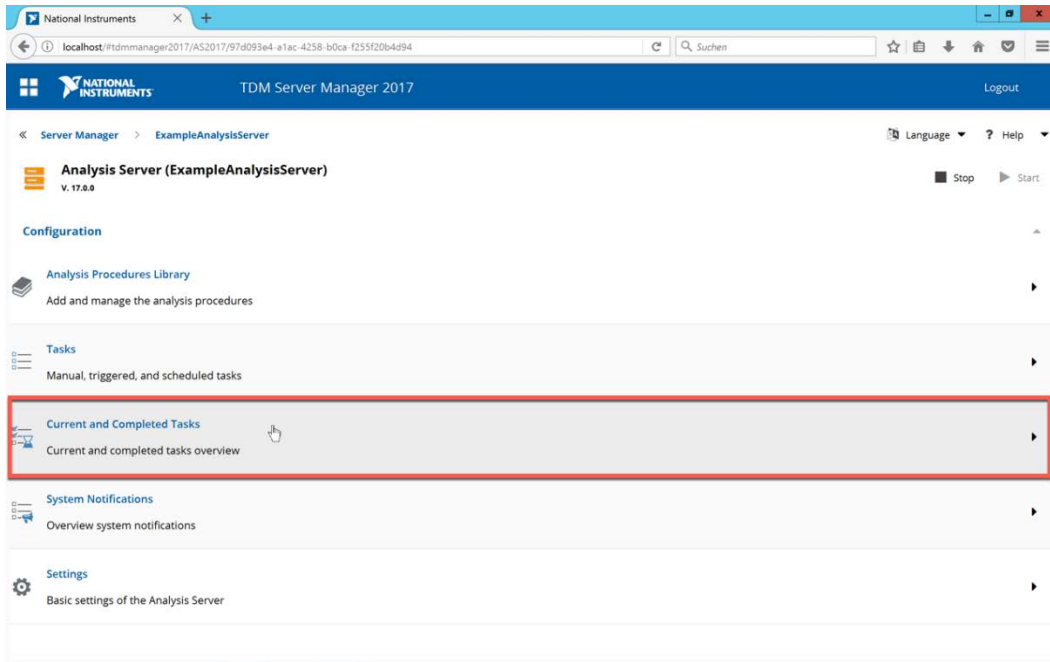 National Instruments
localhost/#tdmmanager2017/AS2017/97d093e4-a1ac-4258-b0ca-f255f20b4d94
Suchen
NATIONAL INSTRUMENTS
TDM Server Manager 2017
Logout
« Server Manager > ExampleAnalysisServer
Language
? Help
Analysis Server (ExampleAnalysisServer)
V. 17.0.0
Stop
Start
Configuration
Analysis Procedures Library
Add and manage the analysis procedures
Tasks
Manual, triggered, and scheduled tasks
Current and Completed Tasks
Current and completed tasks overview
System Notifications
Overview system notifications
Settings
Basic settings of the Analysis Server